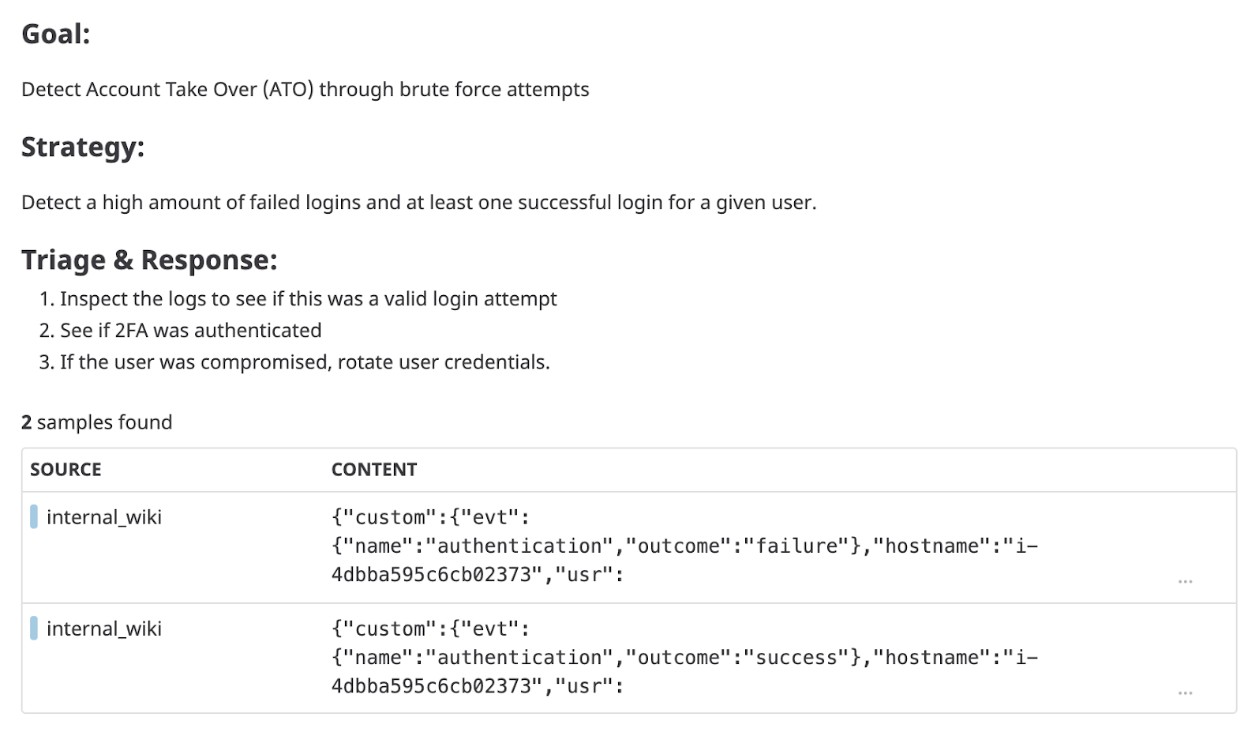 Goal:
Detect Account Take Over (ATO) through brute force attempts
Strategy:
Detect a high amount of failed logins and at least one successful login for a given user.
Triage & Response:
1. Inspect the logs to see if this was a valid login attempt
2. See if 2FA was authenticated
3. If the user was compromised, rotate user credentials.
2 samples found
SOURCE CONTENT
internal_wiki {"custom":{"evt":
{"name":"authentication","outcome":"failure"},"hostname":"i-
4dbba595c6cb02373","usr": ...
internal_wiki {"custom":{"evt":
{"name":"authentication","outcome":"success"},"hostname":"i-
4dbba595c6cb02373","usr": ...